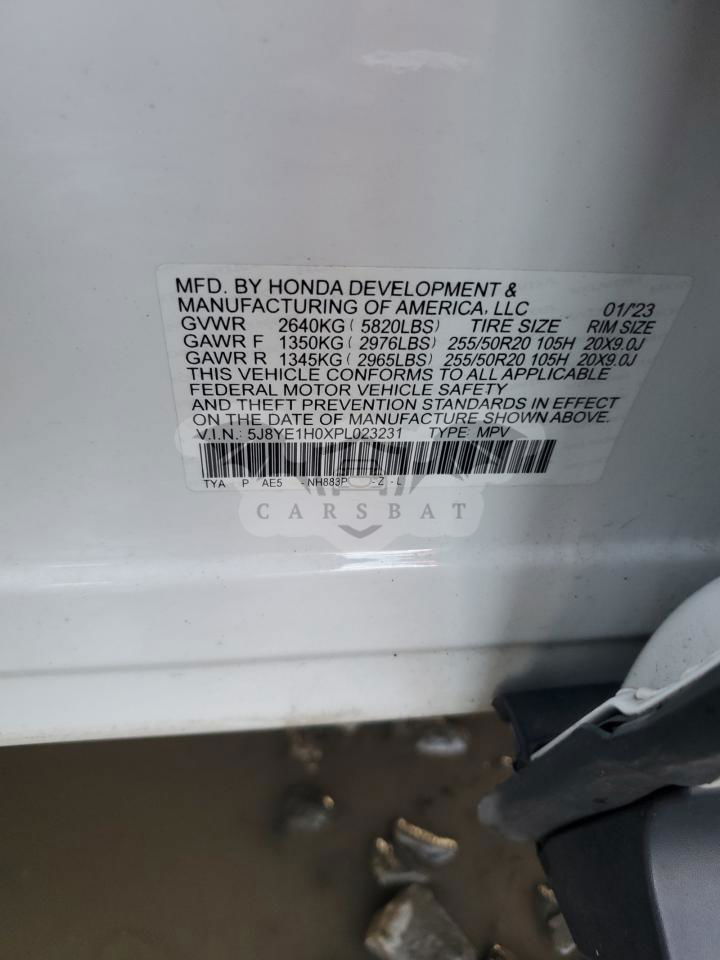 MFD. BY HONDA DEVELOPMENT &
MANUFACTURING OF AMERICA, LLC 01/'23
GVWR 2640KG ( 5820LBS) TIRE SIZE RIM SIZE
GAWR F 1350KG ( 2976LBS) 255/50R20 105H 20X9.0J
GAWR R 1345KG ( 2965LBS) 255/50R20 105H 20X9.0J
THIS VEHICLE CONFORMS TO ALL APPLICABLE
FEDERAL MOTOR VEHICLE SAFETY
AND THEFT PREVENTION STANDARDS IN EFFECT
ON THE DATE OF MANUFACTURE SHOWN ABOVE.
V.I.N.: 5J8YE1H0XPL023231 TYPE: MPV
TYA P AE5 - NH883P - Z - L
CARSBAT